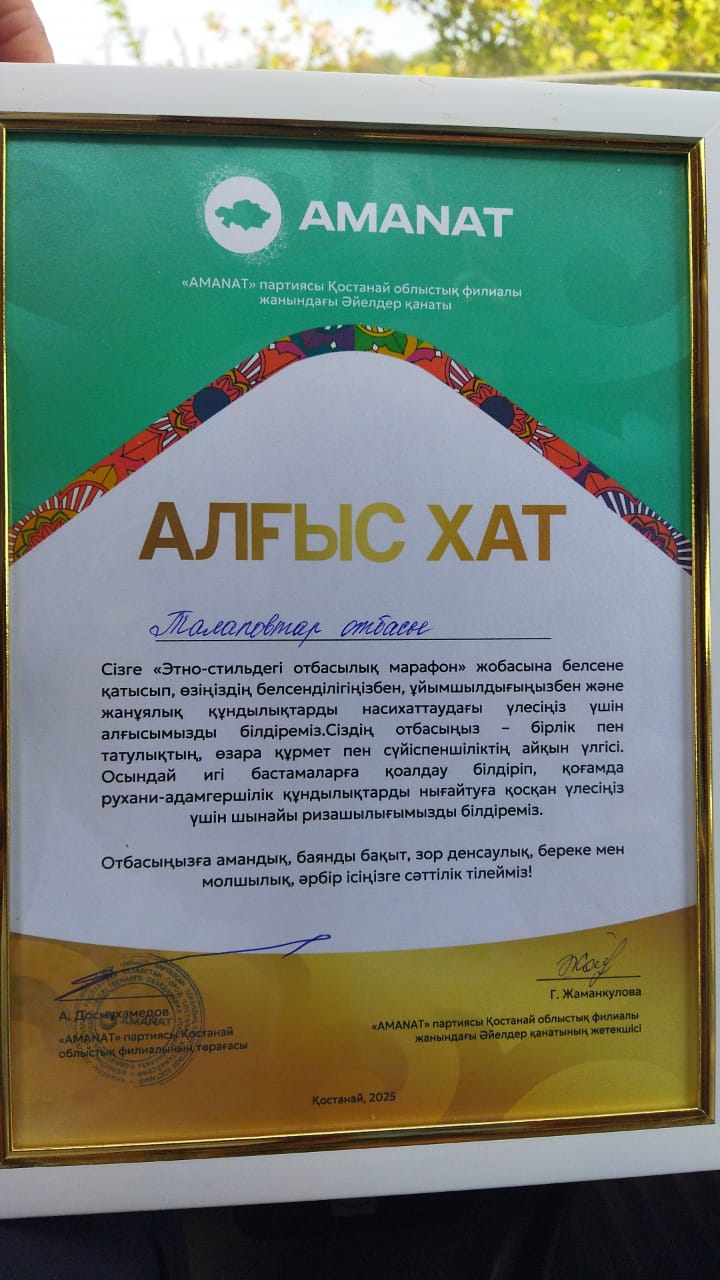 AMANAT
«AMANAT» партиясы Қостанай облыстық филиалы
жанындағы Әйелдер қанаты
АЛҒЫС ХАТ
Талаповтар отбасы
Сізге «Этно-стильдегі отбасылық марафон» жобасына белсене
қатысып, өзіңіздің белсенділігіңізбен, ұйымшылдығыңызбен және
жанұялық құндылықтарды насихаттаудағы үлесіңіз үшін
алғысымызды білдіреміз.Сіздің отбасыңыз – бірлік пен
татулықтың, өзара құрмет пен сүйіспеншіліктің айқын үлгісі.
Осындай игі бастамаларға қоалдау білдіріп, қоғамда
рухани-адамгершілік құндылықтарды нығайтуға қосқан үлесіңіз
үшін шынайы ризашылығымызды білдіреміз.
Отбасыңызға амандық, баянды бақыт, зор денсаулық, береке мен
молшылық, әрбір ісіңізге сәттілік тілейміз!
А. Досмухамедов
«AMANAT» партиясы Қостанай
облыстық филиалының төрағасы
AMANAT
Г. Жаманкулова
«AMANAT» партиясы Қостанай облыстық филиалы
жанындағы Әйелдер қанатының жетекшісі
Қостанай, 2025